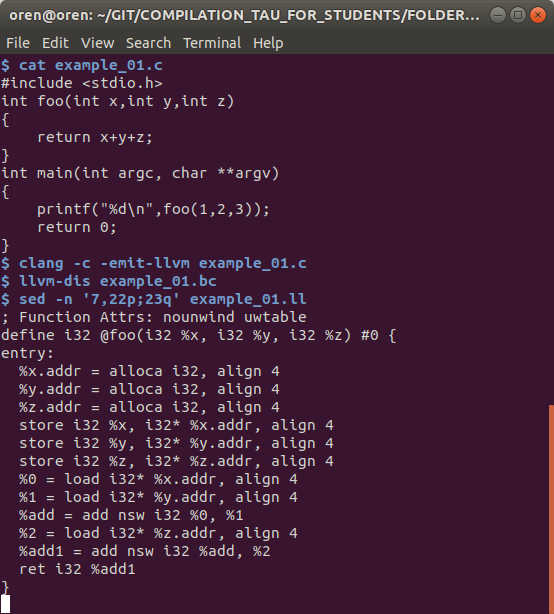 oren@oren: ~/GIT/COMPILATION_TAU_FOR_STUDENTS/FOLDER...
File Edit View Search Terminal Help
$ cat example_01.c
#include <stdio.h>
int foo(int x,int y,int z)
{
    return x+y+z;
}
int main(int argc, char **argv)
{
    printf("%d\n",foo(1,2,3));
    return 0;
}
$ clang -c -emit-llvm example_01.c
$ llvm-dis example_01.bc
$ sed -n '7,22p;23q' example_01.ll
; Function Attrs: nounwind uwtable
define i32 @foo(i32 %x, i32 %y, i32 %z) #0 {
entry:
  %x.addr = alloca i32, align 4
  %y.addr = alloca i32, align 4
  %z.addr = alloca i32, align 4
  store i32 %x, i32* %x.addr, align 4
  store i32 %y, i32* %y.addr, align 4
  store i32 %z, i32* %z.addr, align 4
  %0 = load i32* %x.addr, align 4
  %1 = load i32* %y.addr, align 4
  %add = add nsw i32 %0, %1
  %2 = load i32* %z.addr, align 4
  %add1 = add nsw i32 %add, %2
  ret i32 %add1
}